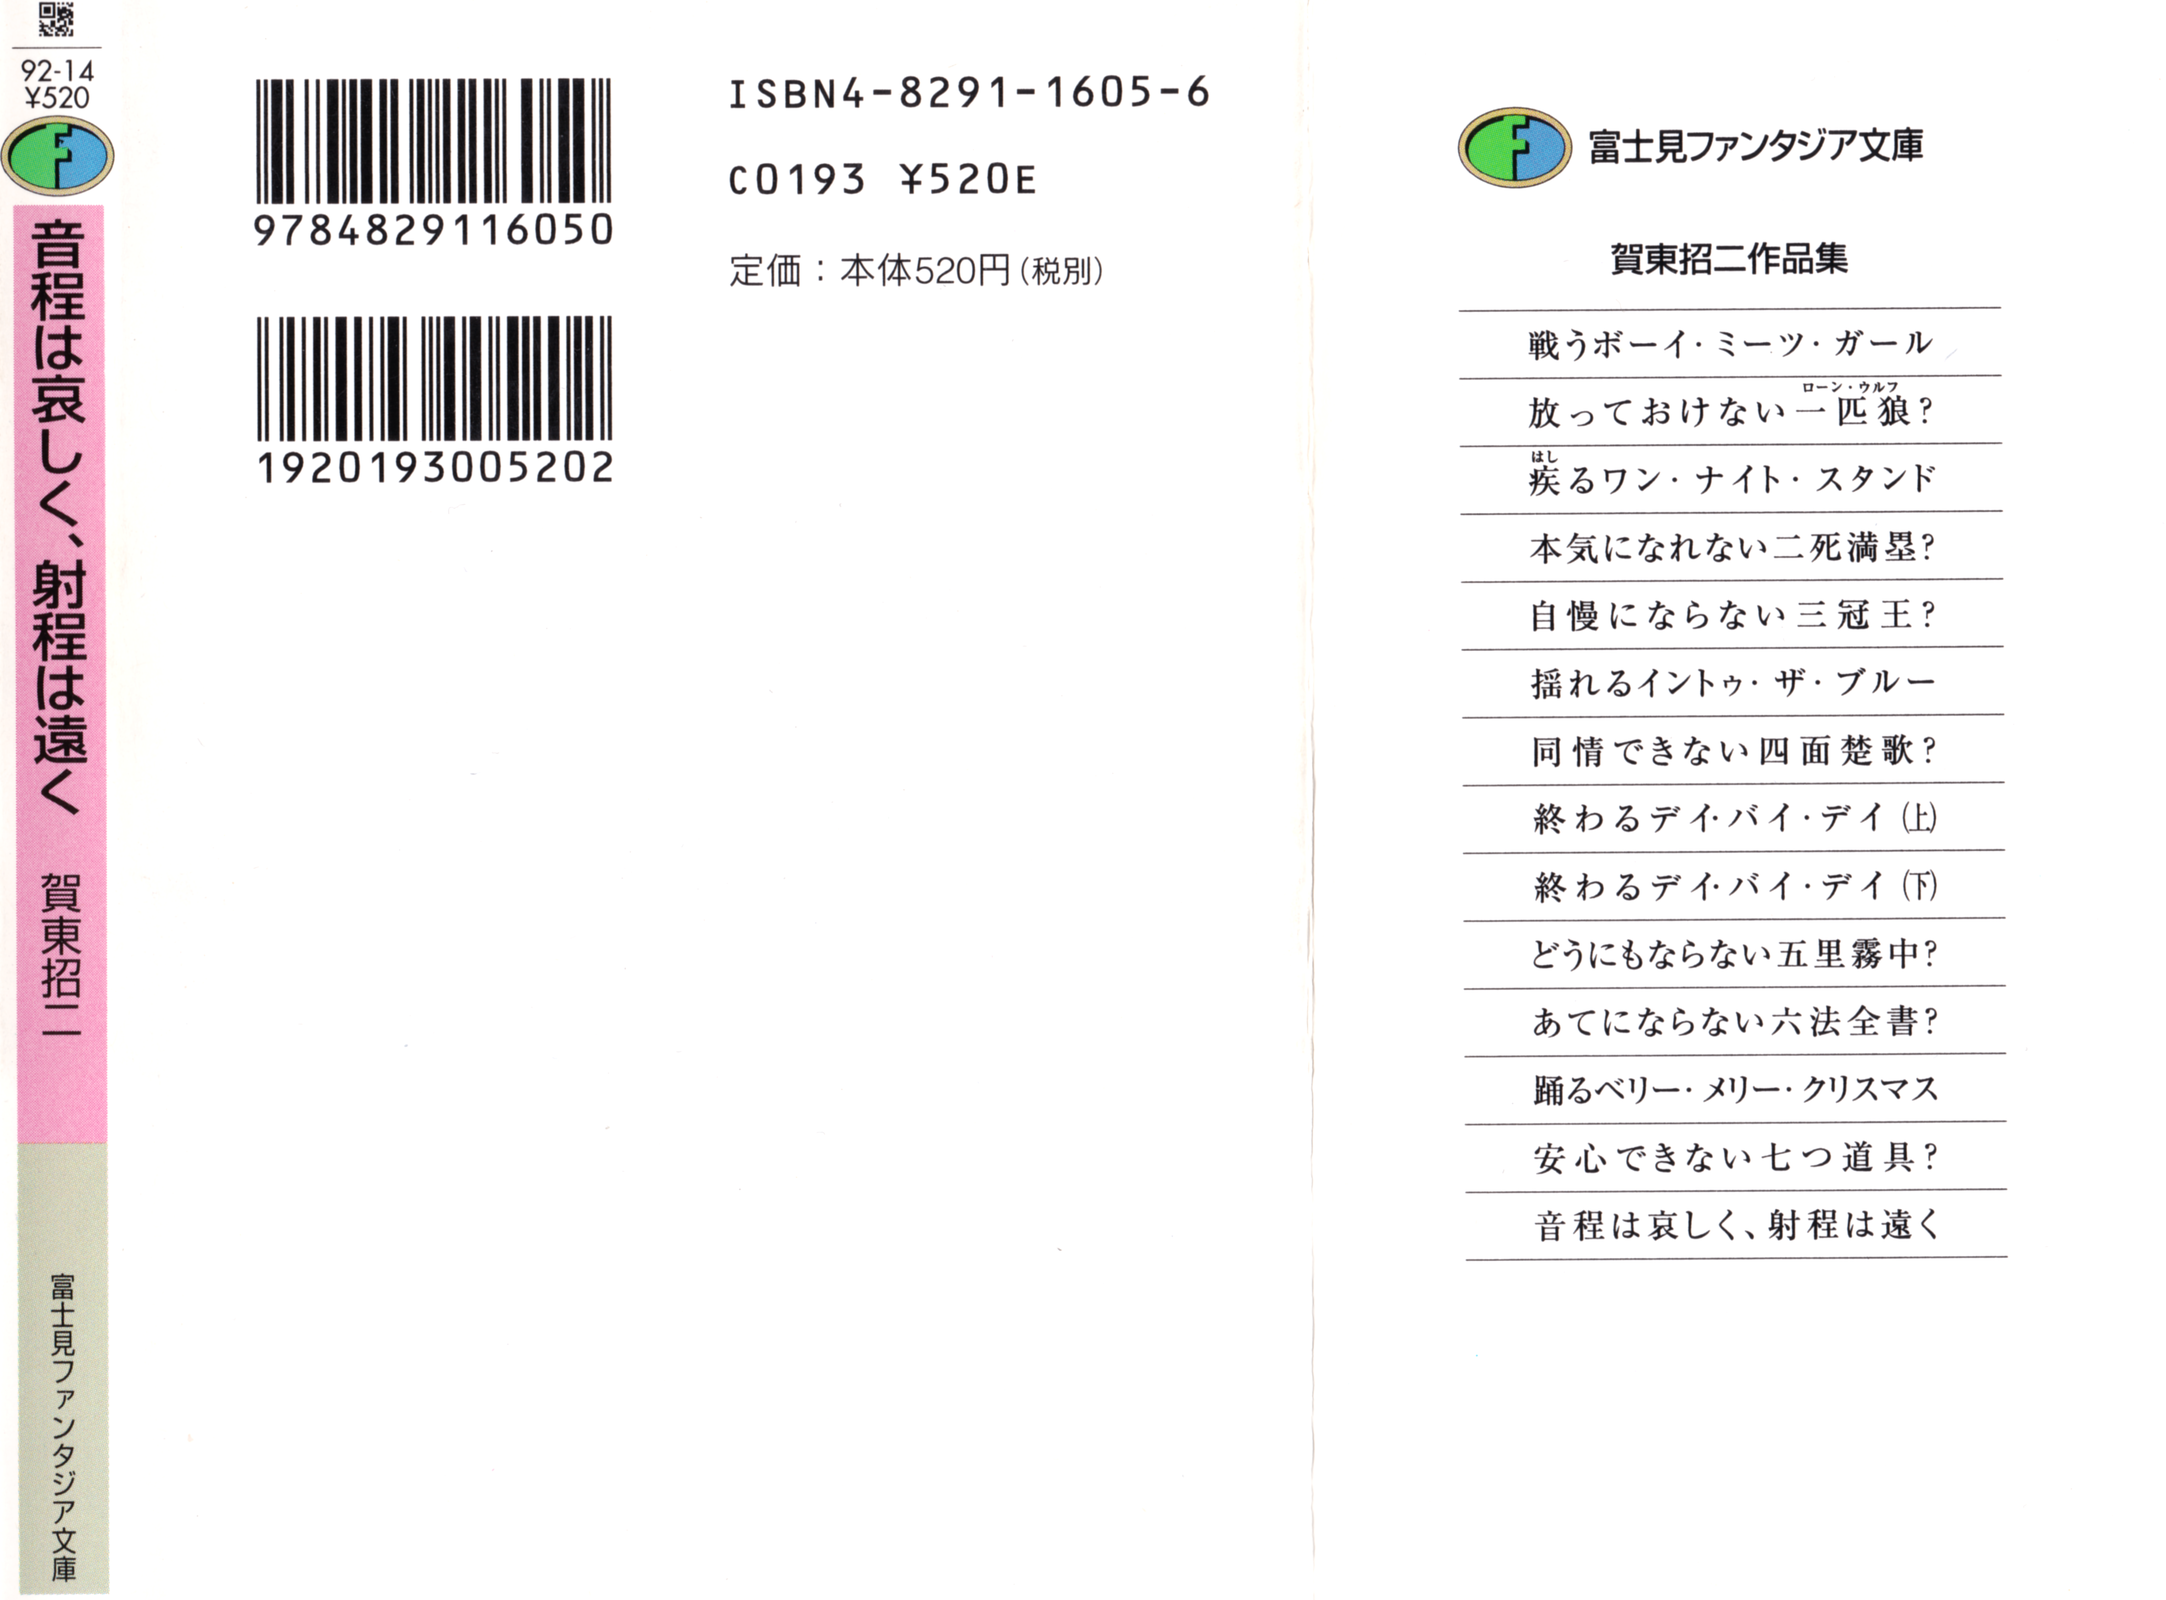 92-14
¥520
音程は哀しく、射程は遠く
賀東招二
富士見ファンタジア文庫
9784829116050
1920193005202
ISBN4-8291-1605-6
C0193 ¥520E
定価：本体520円(税別)
富士見ファンタジア文庫
賀東招二作品集
戦うボーイ・ミーツ・ガール
ローン・ウルフ
放っておけない一匹狼?
はし
疾るワン・ナイト・スタンド
本気になれない二死満塁?
自慢にならない三冠王?
揺れるイントゥ・ザ・ブルー
同情できない四面楚歌?
終わるデイ・バイ・デイ(上)
終わるデイ・バイ・デイ(下)
どうにもならない五里霧中?
あてにならない六法全書?
踊るベリー・メリー・クリスマス
安心できない七つ道具?
音程は哀しく、射程は遠く